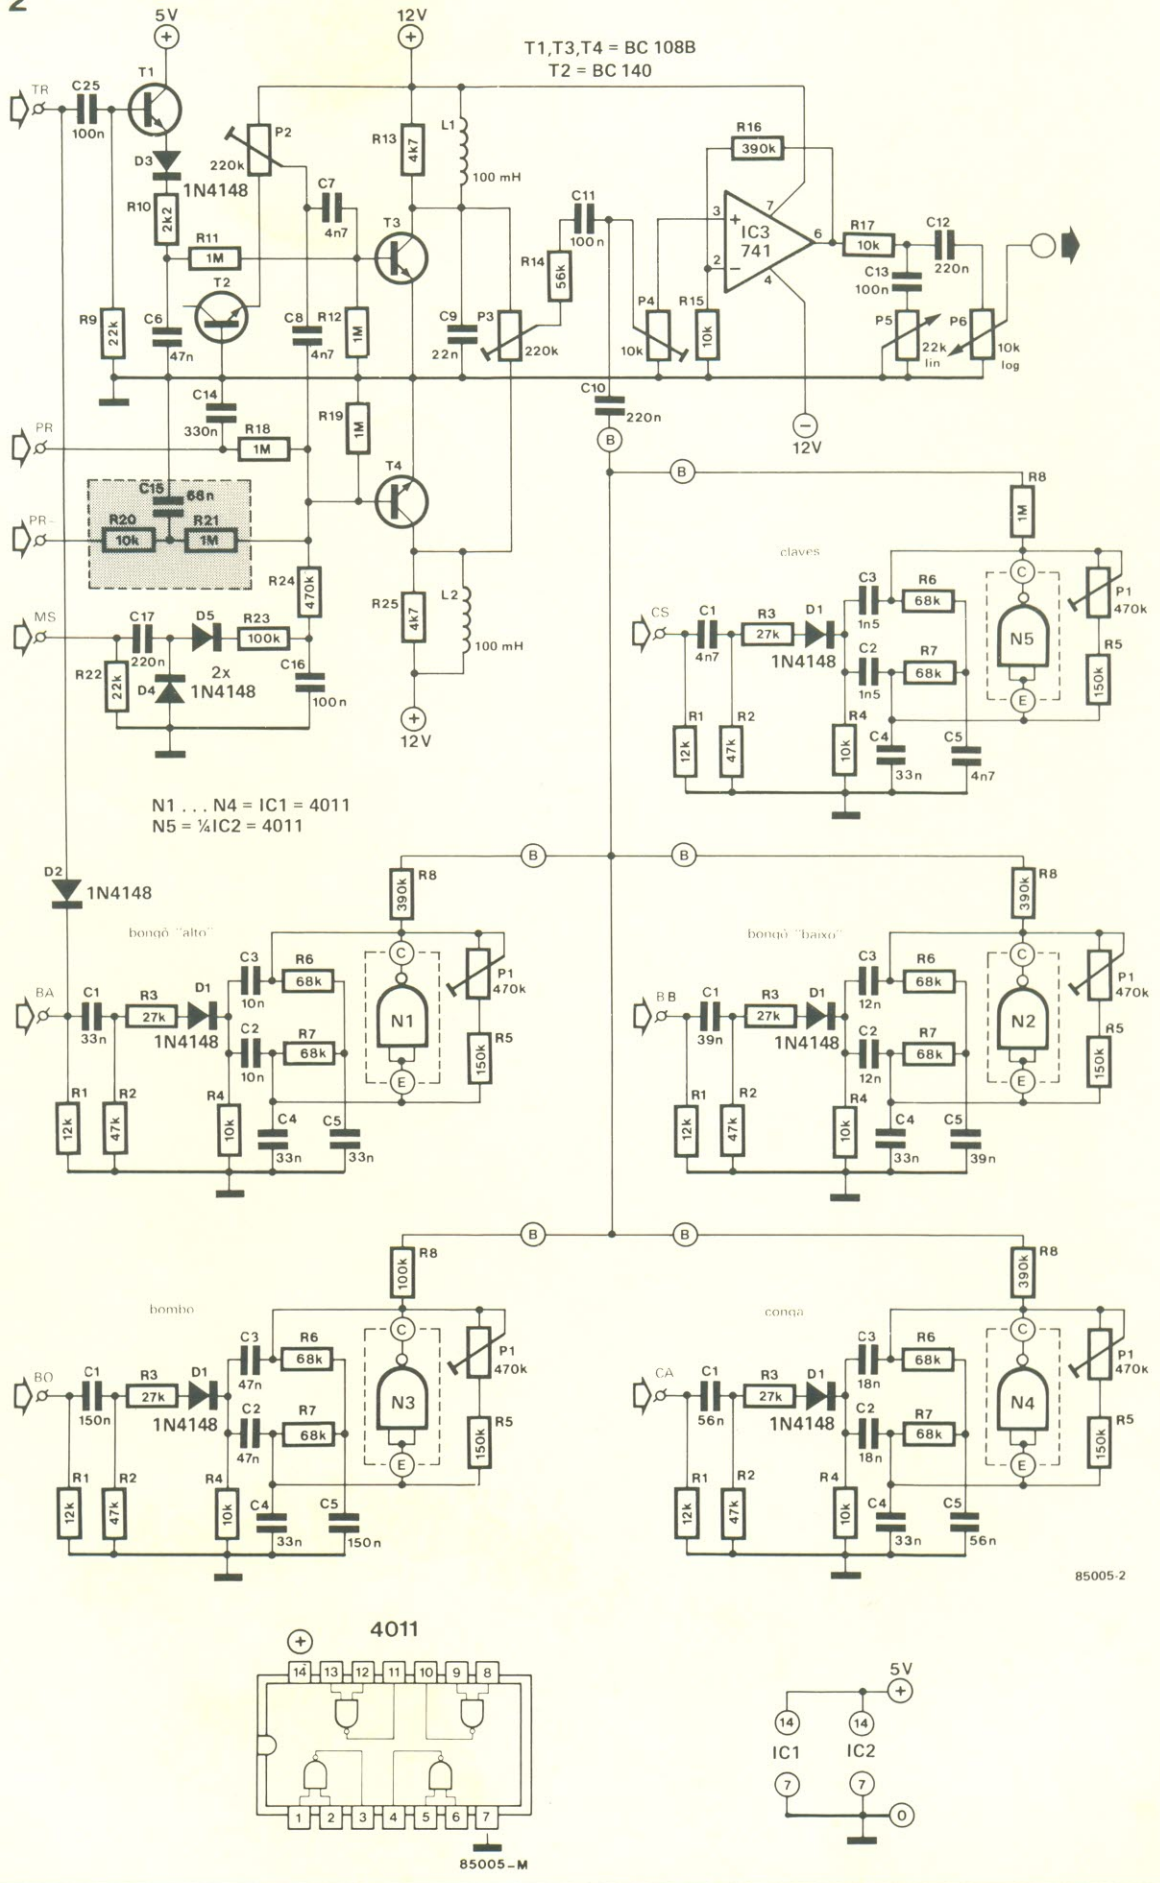 2
5V
12V
T1,T3,T4 = BC 108B
T2 = BC 140
TR
C25
100n
T1
D3
1N4148
R10
2k2
P2
220k
R13
4k7
L1
100 mH
R16
390k
C7
4n7
R11
1M
T3
C11
100n
R14
56k
3
+
7
IC3
741
6
2
−
4
R17
10k
C12
220n
C13
100n
T2
R9
22k
C6
47n
C8
4n7
R12
1M
C9
22n
P3
220k
P4
10k
R15
10k
P5
22k
lin
P6
10k
log
C14
330n
R19
1M
C10
220n
B
12V
PR
R18
1M
T4
B
R8
1M
C15
68n
PR-
R20
10k
R21
1M
claves
R24
470k
R25
4k7
L2
100 mH
MS
C17
220n
D5
R23
100k
R22
22k
D4
2x
1N4148
C16
100n
12V
CS
C1
4n7
R3
27k
D1
1N4148
C3
1n5
R6
68k
C2
1n5
R7
68k
C
N5
E
P1
470k
R5
150k
R1
12k
R2
47k
R4
10k
C4
33n
C5
4n7
N1 . . . N4 = IC1 = 4011
N5 = ¼IC2 = 4011
B
B
D2
1N4148
bongó "alto"
R8
390k
BA
C1
33n
R3
27k
D1
1N4148
C3
10n
R6
68k
C2
10n
R7
68k
C
N1
E
P1
470k
R5
150k
R1
12k
R2
47k
R4
10k
C4
33n
C5
33n
bongó "baixo"
R8
390k
BB
C1
39n
R3
27k
D1
1N4148
C3
12n
R6
68k
C2
12n
R7
68k
C
N2
E
P1
470k
R5
150k
R1
12k
R2
47k
R4
10k
C4
33n
C5
39n
B
B
bombo
R8
100k
BO
C1
150n
R3
27k
D1
1N4148
C3
47n
R6
68k
C2
47n
R7
68k
C
N3
E
P1
470k
R5
150k
R1
12k
R2
47k
R4
10k
C4
33n
C5
150n
conga
R8
390k
CA
C1
56n
R3
27k
D1
1N4148
C3
18n
R6
68k
C2
18n
R7
68k
C
N4
E
P1
470k
R5
150k
R1
12k
R2
47k
R4
10k
C4
33n
C5
56n
85005-2
4011
14 13 12 11 10 9 8
1 2 3 4 5 6 7
85005-M
5V
14
14
IC1
IC2
7
7
0